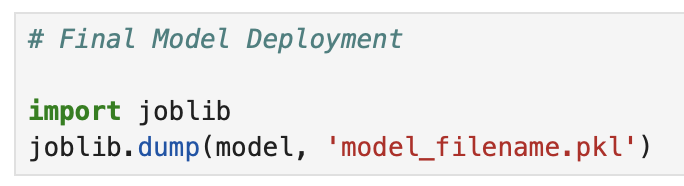 # Final Model Deployment
import joblib
joblib.dump(model, 'model_filename.pkl')